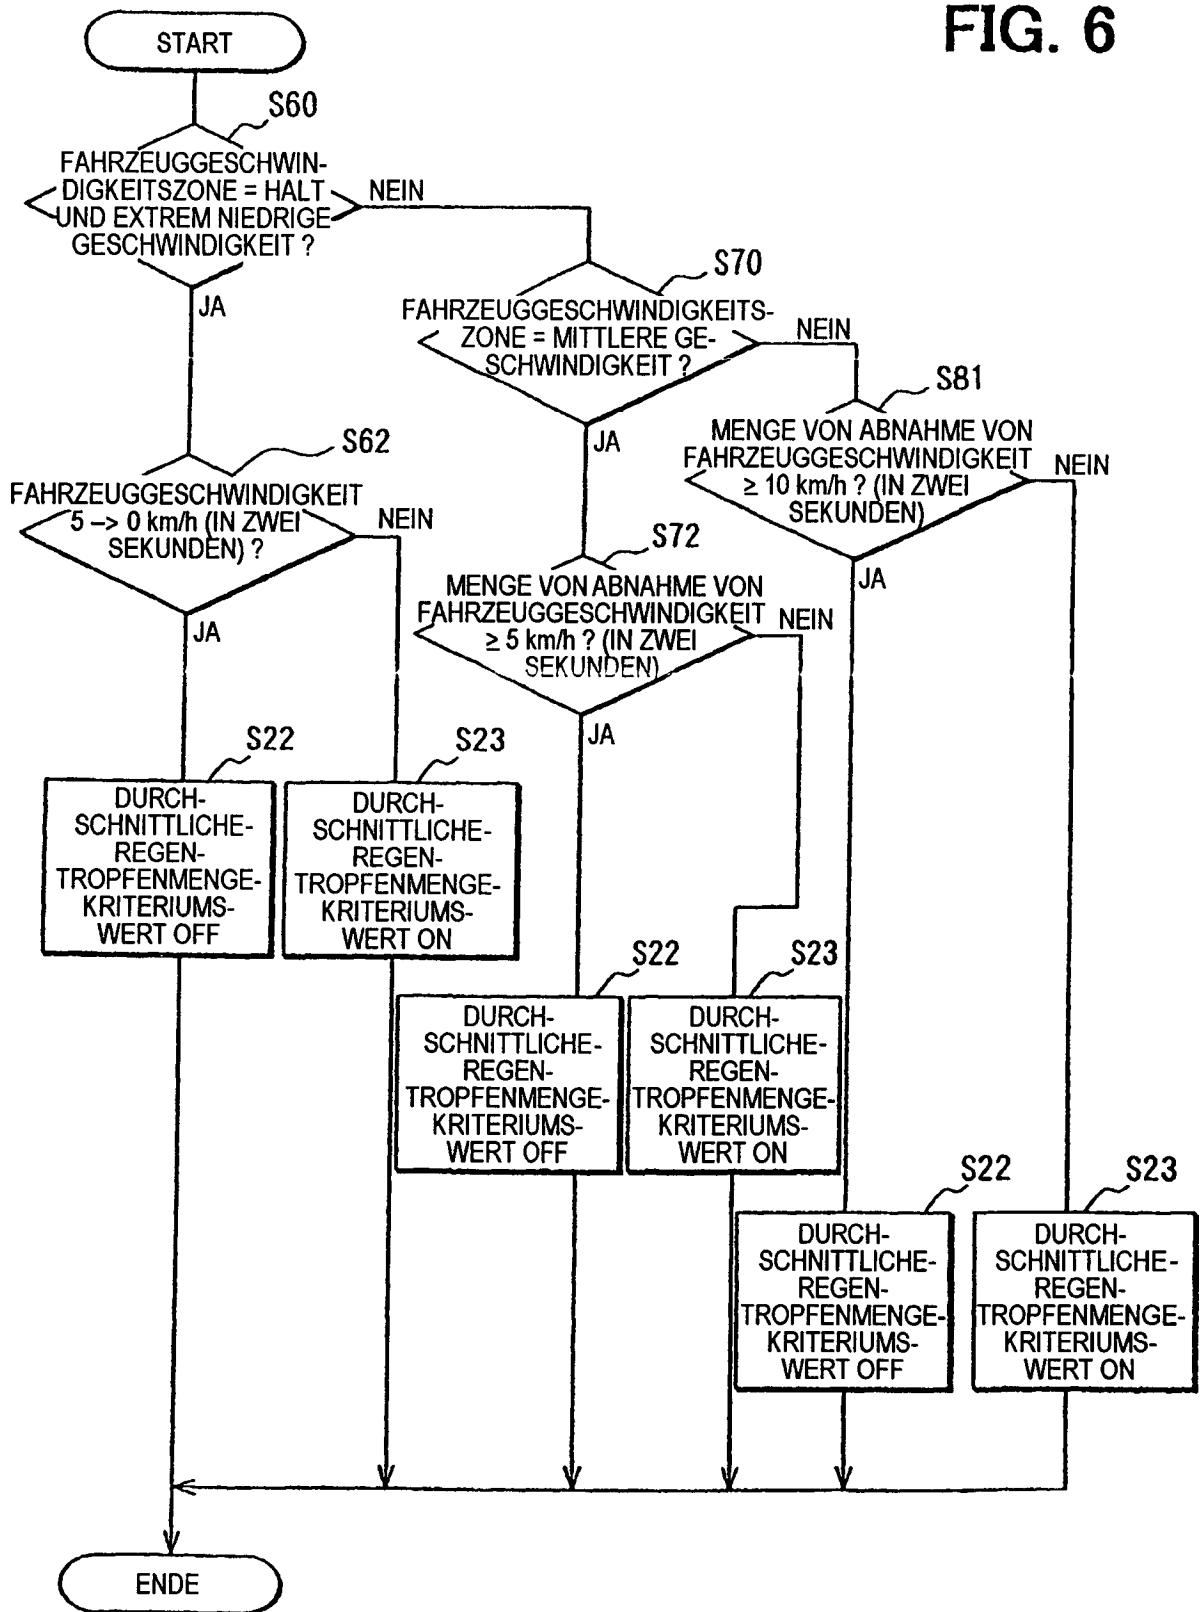 FIG. 6
START
S60
FAHRZEUGGESCHWIN-
DIGKEITSZONE = HALT
UND EXTREM NIEDRIGE
GESCHWINDIGKEIT ?
NEIN
JA
S70
FAHRZEUGGESCHWINDIGKEITS-
ZONE = MITTLERE GE-
SCHWINDIGKEIT ?
NEIN
JA
S81
MENGE VON ABNAHME VON
FAHRZEUGGESCHWINDIGKEIT
≥ 10 km/h ? (IN ZWEI
SEKUNDEN)
NEIN
JA
S62
FAHRZEUGGESCHWINDIGKEIT
5 –> 0 km/h (IN ZWEI
SEKUNDEN) ?
NEIN
JA
S72
MENGE VON ABNAHME VON
FAHRZEUGGESCHWINDIGKEIT
≥ 5 km/h ? (IN ZWEI
SEKUNDEN)
NEIN
JA
S22
DURCH-
SCHNITTLICHE-
REGEN-
TROPFENMENGE-
KRITERIUMS-
WERT OFF
S23
DURCH-
SCHNITTLICHE-
REGEN-
TROPFENMENGE-
KRITERIUMS-
WERT ON
S22
DURCH-
SCHNITTLICHE-
REGEN-
TROPFENMENGE-
KRITERIUMS-
WERT OFF
S23
DURCH-
SCHNITTLICHE-
REGEN-
TROPFENMENGE-
KRITERIUMS-
WERT ON
S22
DURCH-
SCHNITTLICHE-
REGEN-
TROPFENMENGE-
KRITERIUMS-
WERT OFF
S23
DURCH-
SCHNITTLICHE-
REGEN-
TROPFENMENGE-
KRITERIUMS-
WERT ON
ENDE